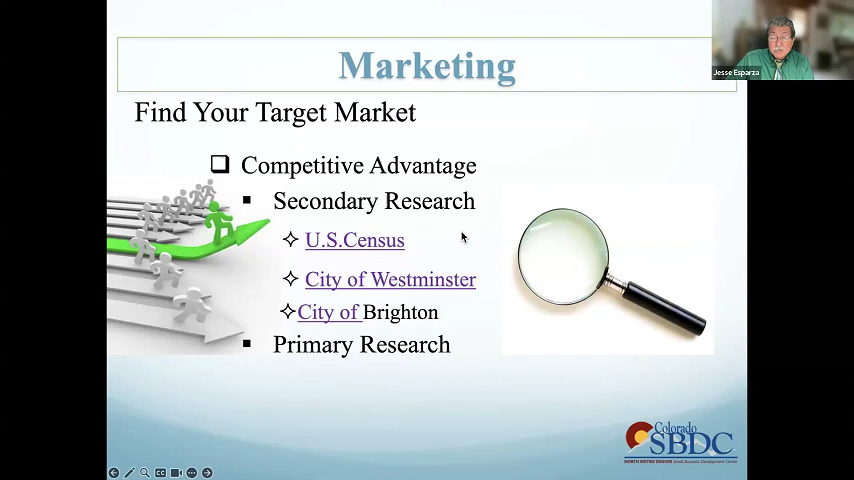 Marketing
Jesse Esparza
Find Your Target Market
Competitive Advantage
Secondary Research
U.S.Census
City of Westminster
City of Brighton
Primary Research
Colorado
SBDC
NORTH METRO DENVER Small Business Development Center
CC